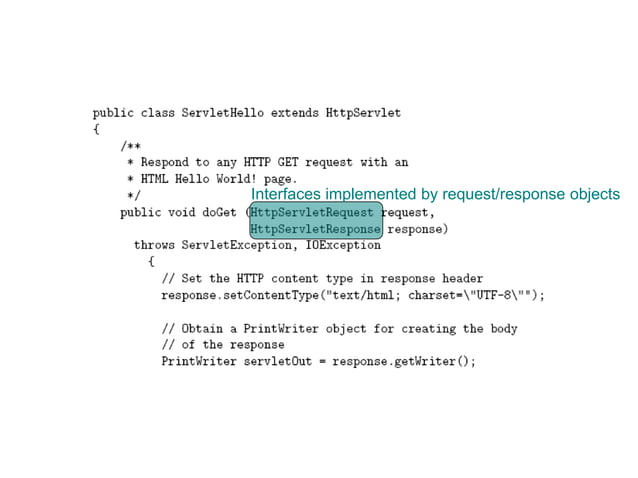 public class ServletHello extends HttpServlet
{
/**
* Respond to any HTTP GET request with an
* HTML Hello World! page.
*/
Interfaces implemented by request/response objects
public void doGet (HttpServletRequest request,
HttpServletResponse response)
throws ServletException, IOException
{
// Set the HTTP content type in response header
response.setContentType("text/html; charset=\"UTF-8\"");
// Obtain a PrintWriter object for creating the body
// of the response
PrintWriter servletOut = response.getWriter();